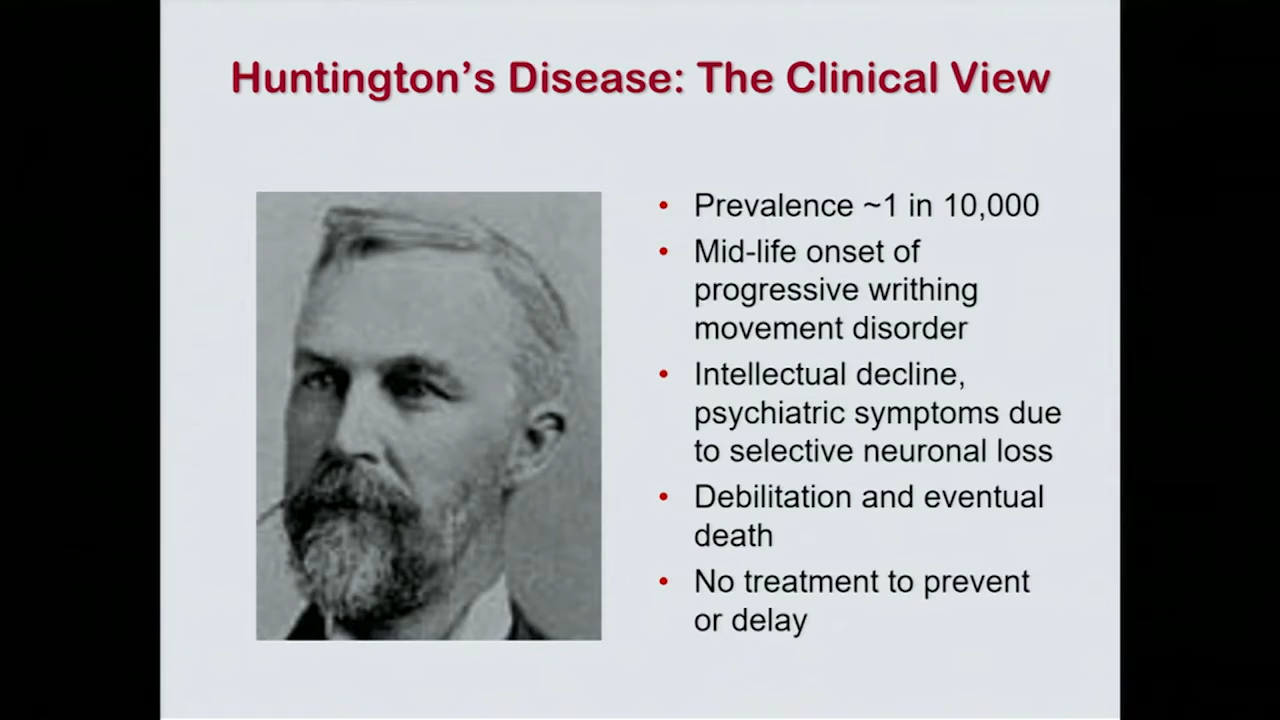 Huntington’s Disease: The Clinical View
• Prevalence ~1 in 10,000
• Mid-life onset of
progressive writhing
movement disorder
• Intellectual decline,
psychiatric symptoms due
to selective neuronal loss
• Debilitation and eventual
death
• No treatment to prevent
or delay